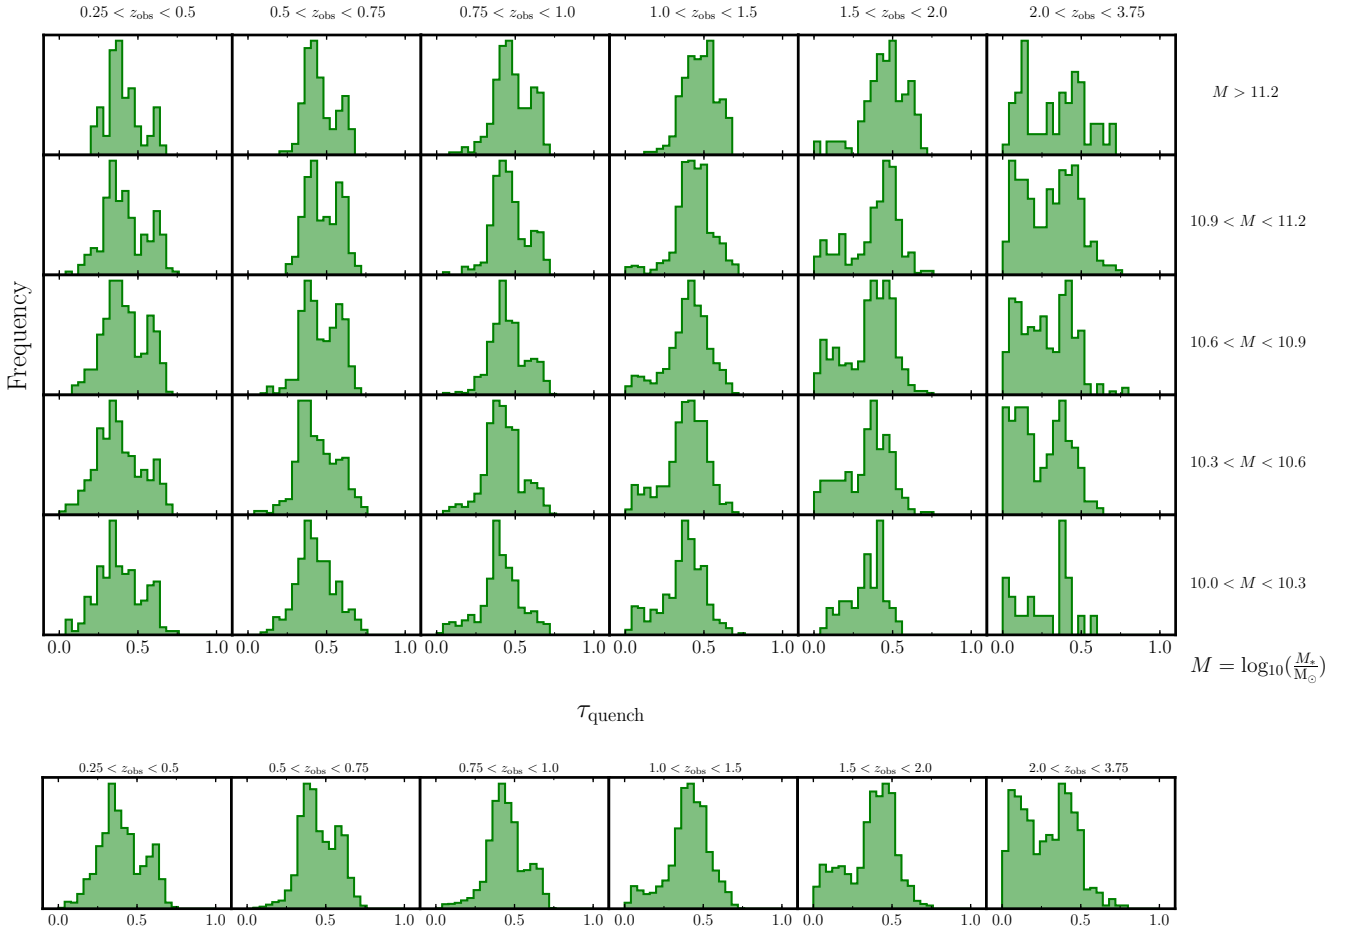 0.25 < z_obs < 0.5 0.5 < z_obs < 0.75 0.75 < z_obs < 1.0 1.0 < z_obs < 1.5 1.5 < z_obs < 2.0 2.0 < z_obs < 3.75
M > 11.2
10.9 < M < 11.2
Frequency
10.6 < M < 10.9
10.3 < M < 10.6
10.0 < M < 10.3
0.0 0.5 1.0 0.0 0.5 1.0 0.0 0.5 1.0 0.0 0.5 1.0 0.0 0.5 1.0 0.0 0.5 1.0
M = log₁₀(M_*/M_⊙)
τ_quench
0.25 < z_obs < 0.5 0.5 < z_obs < 0.75 0.75 < z_obs < 1.0 1.0 < z_obs < 1.5 1.5 < z_obs < 2.0 2.0 < z_obs < 3.75
0.0 0.5 1.0 0.0 0.5 1.0 0.0 0.5 1.0 0.0 0.5 1.0 0.0 0.5 1.0 0.0 0.5 1.0